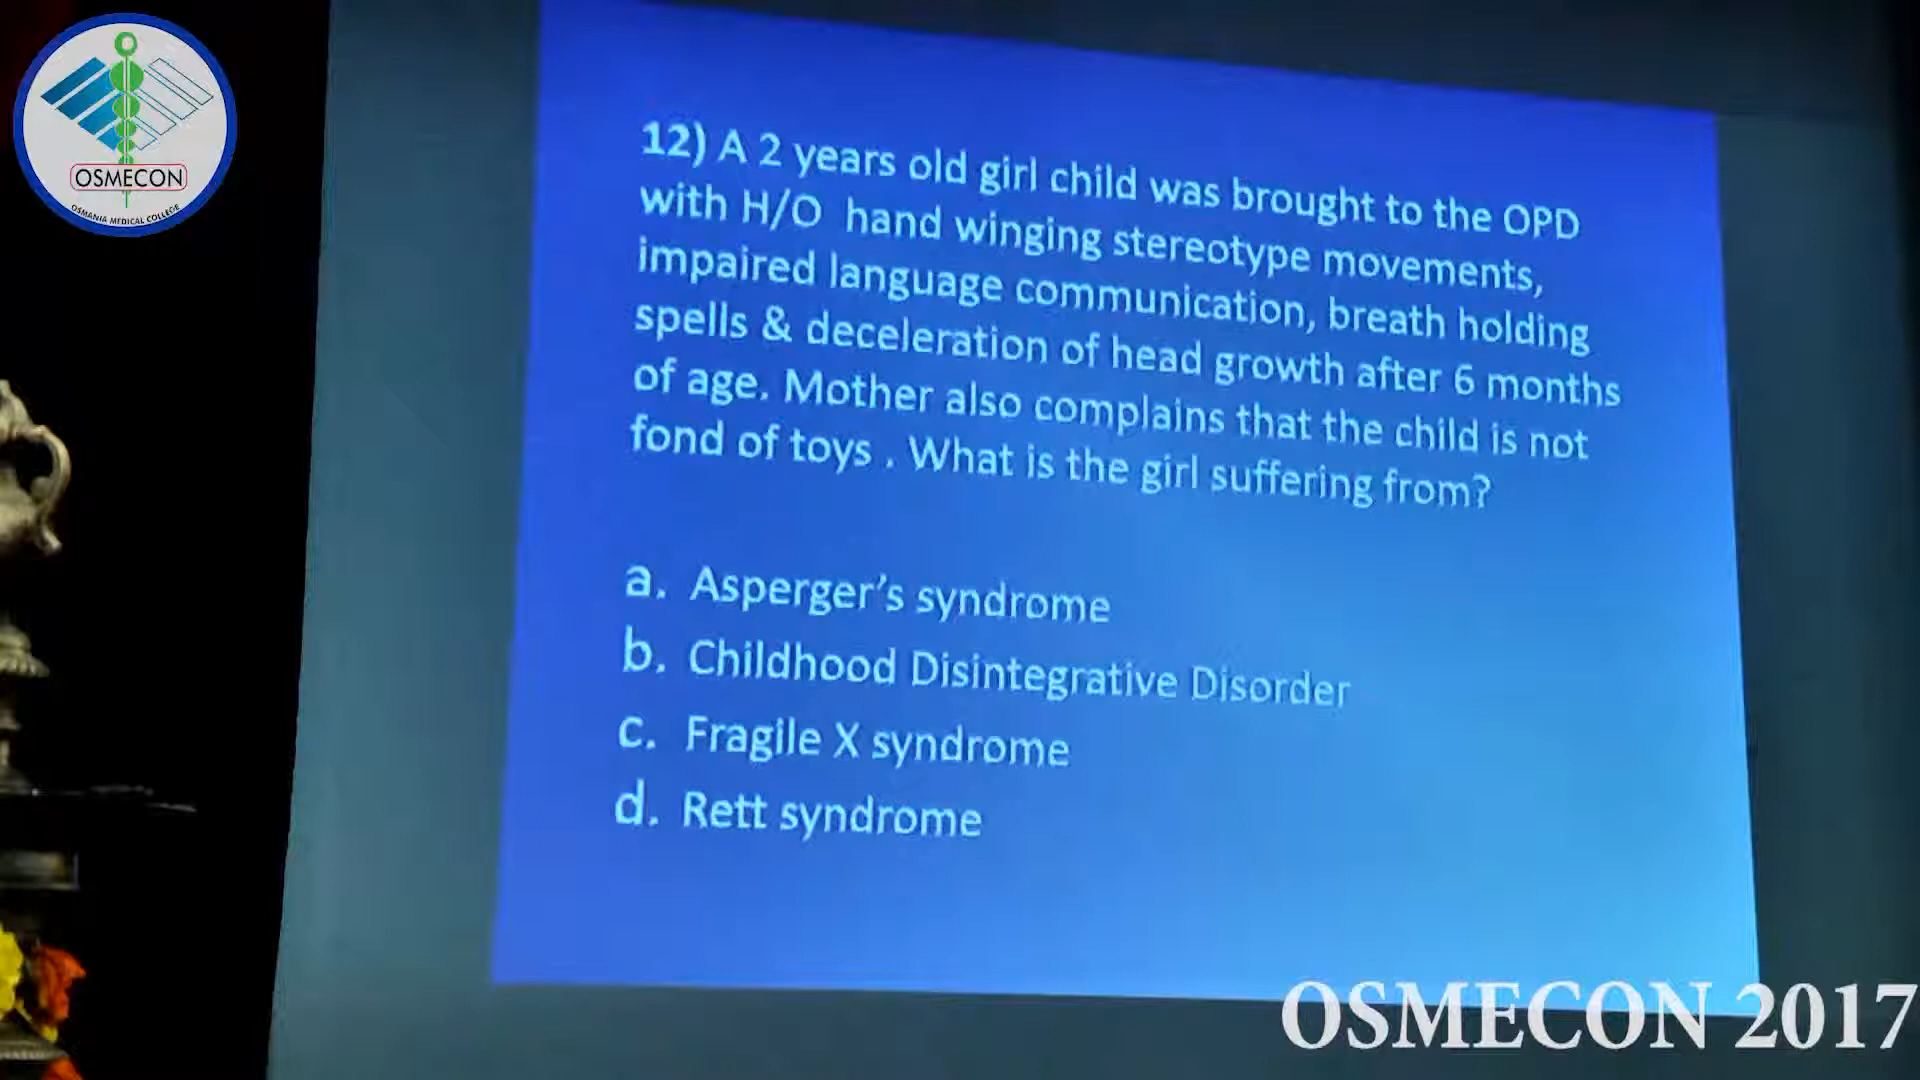 OSMECON
OSMANIA MEDICAL COLLEGE
12) A 2 years old girl child was brought to the OPD
with H/O hand winging stereotype movements,
impaired language communication, breath holding
spells & deceleration of head growth after 6 months
of age. Mother also complains that the child is not
fond of toys . What is the girl suffering from?
a. Asperger's syndrome
b. Childhood Disintegrative Disorder
c. Fragile X syndrome
d. Rett syndrome
OSMECON 2017